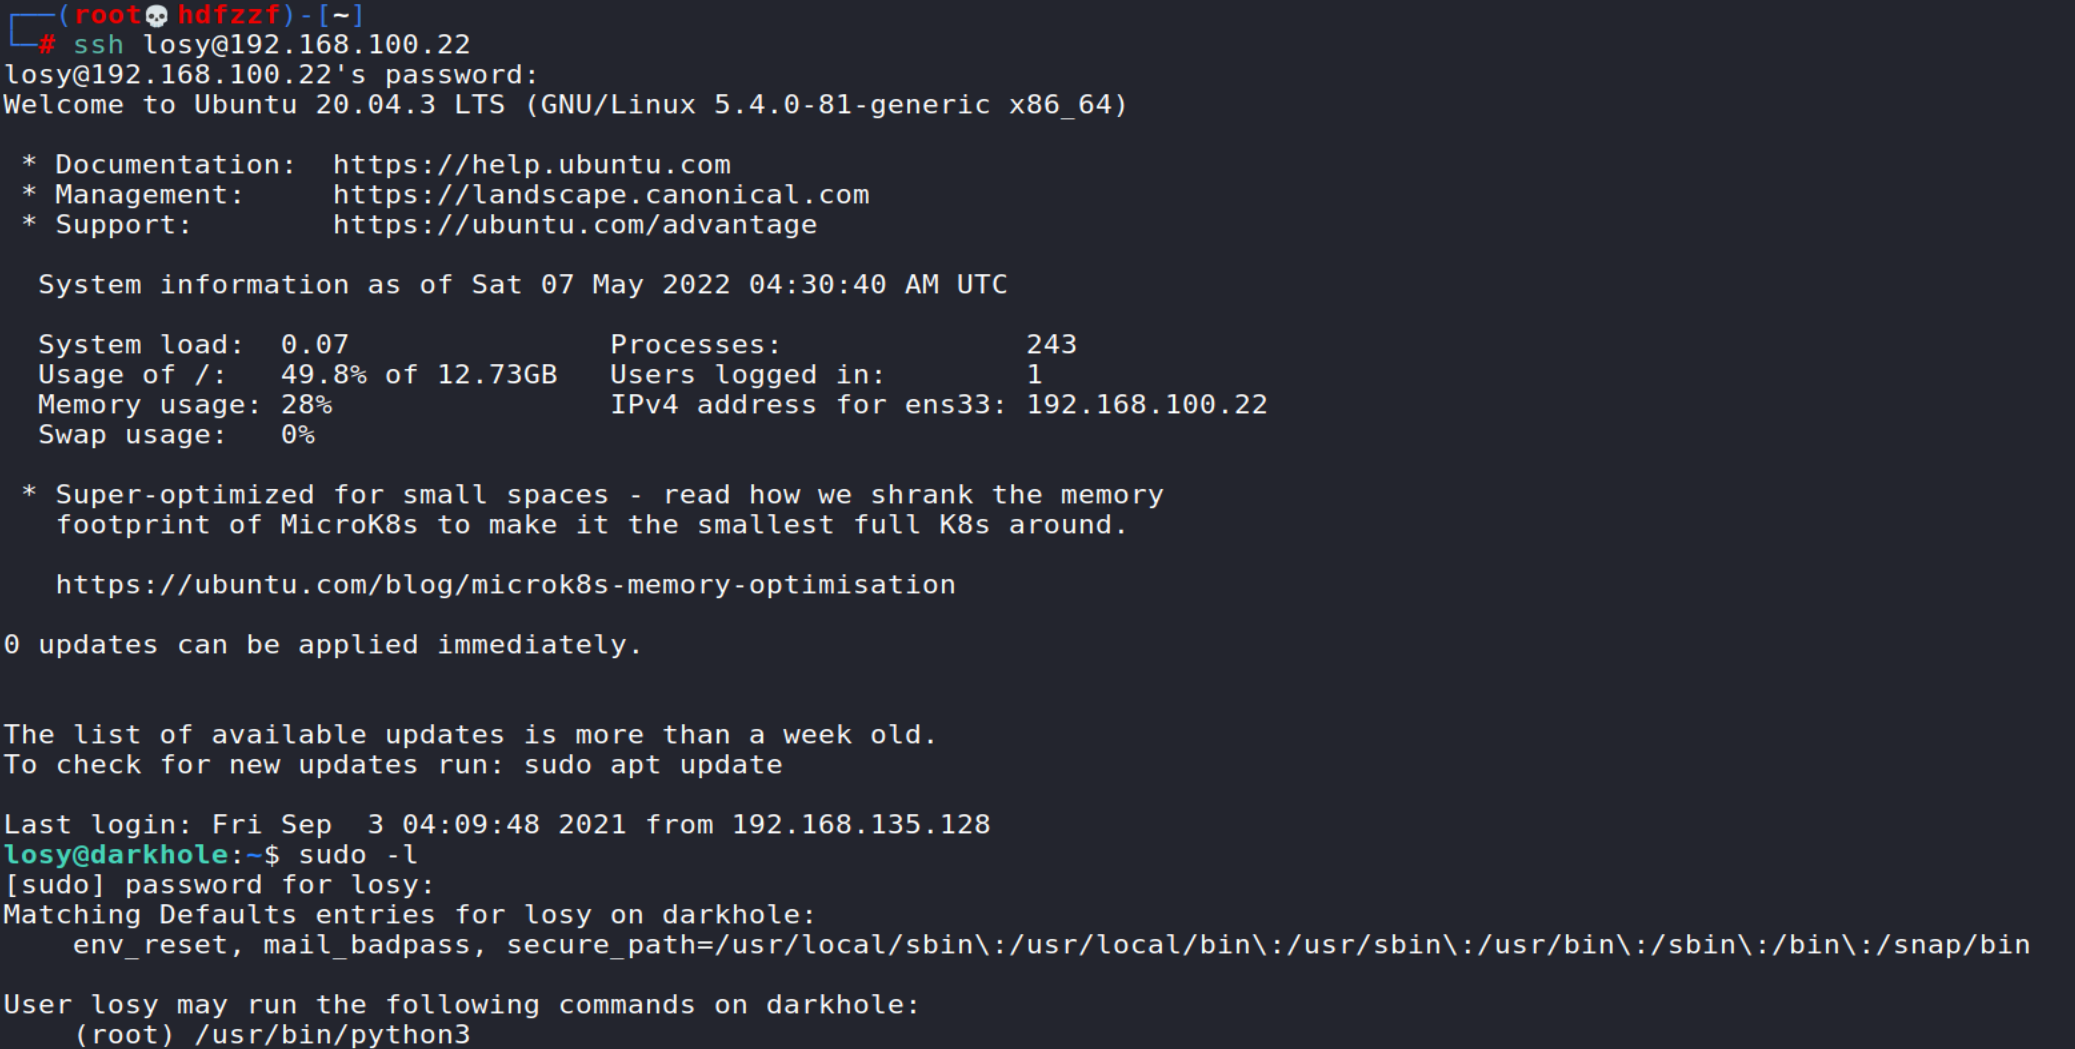 ┌──(root💀hdfzzf)-[~]
└─# ssh losy@192.168.100.22
losy@192.168.100.22's password:
Welcome to Ubuntu 20.04.3 LTS (GNU/Linux 5.4.0-81-generic x86_64)
 * Documentation:  https://help.ubuntu.com
 * Management:     https://landscape.canonical.com
 * Support:        https://ubuntu.com/advantage
  System information as of Sat 07 May 2022 04:30:40 AM UTC
  System load:  0.07               Processes:              243
  Usage of /:   49.8% of 12.73GB   Users logged in:        1
  Memory usage: 28%                IPv4 address for ens33: 192.168.100.22
  Swap usage:   0%
 * Super-optimized for small spaces - read how we shrank the memory
   footprint of MicroK8s to make it the smallest full K8s around.
   https://ubuntu.com/blog/microk8s-memory-optimisation
0 updates can be applied immediately.
The list of available updates is more than a week old.
To check for new updates run: sudo apt update
Last login: Fri Sep  3 04:09:48 2021 from 192.168.135.128
losy@darkhole:~$ sudo -l
[sudo] password for losy:
Matching Defaults entries for losy on darkhole:
    env_reset, mail_badpass, secure_path=/usr/local/sbin\:/usr/local/bin\:/usr/sbin\:/usr/bin\:/sbin\:/bin\:/snap/bin
User losy may run the following commands on darkhole:
    (root) /usr/bin/python3